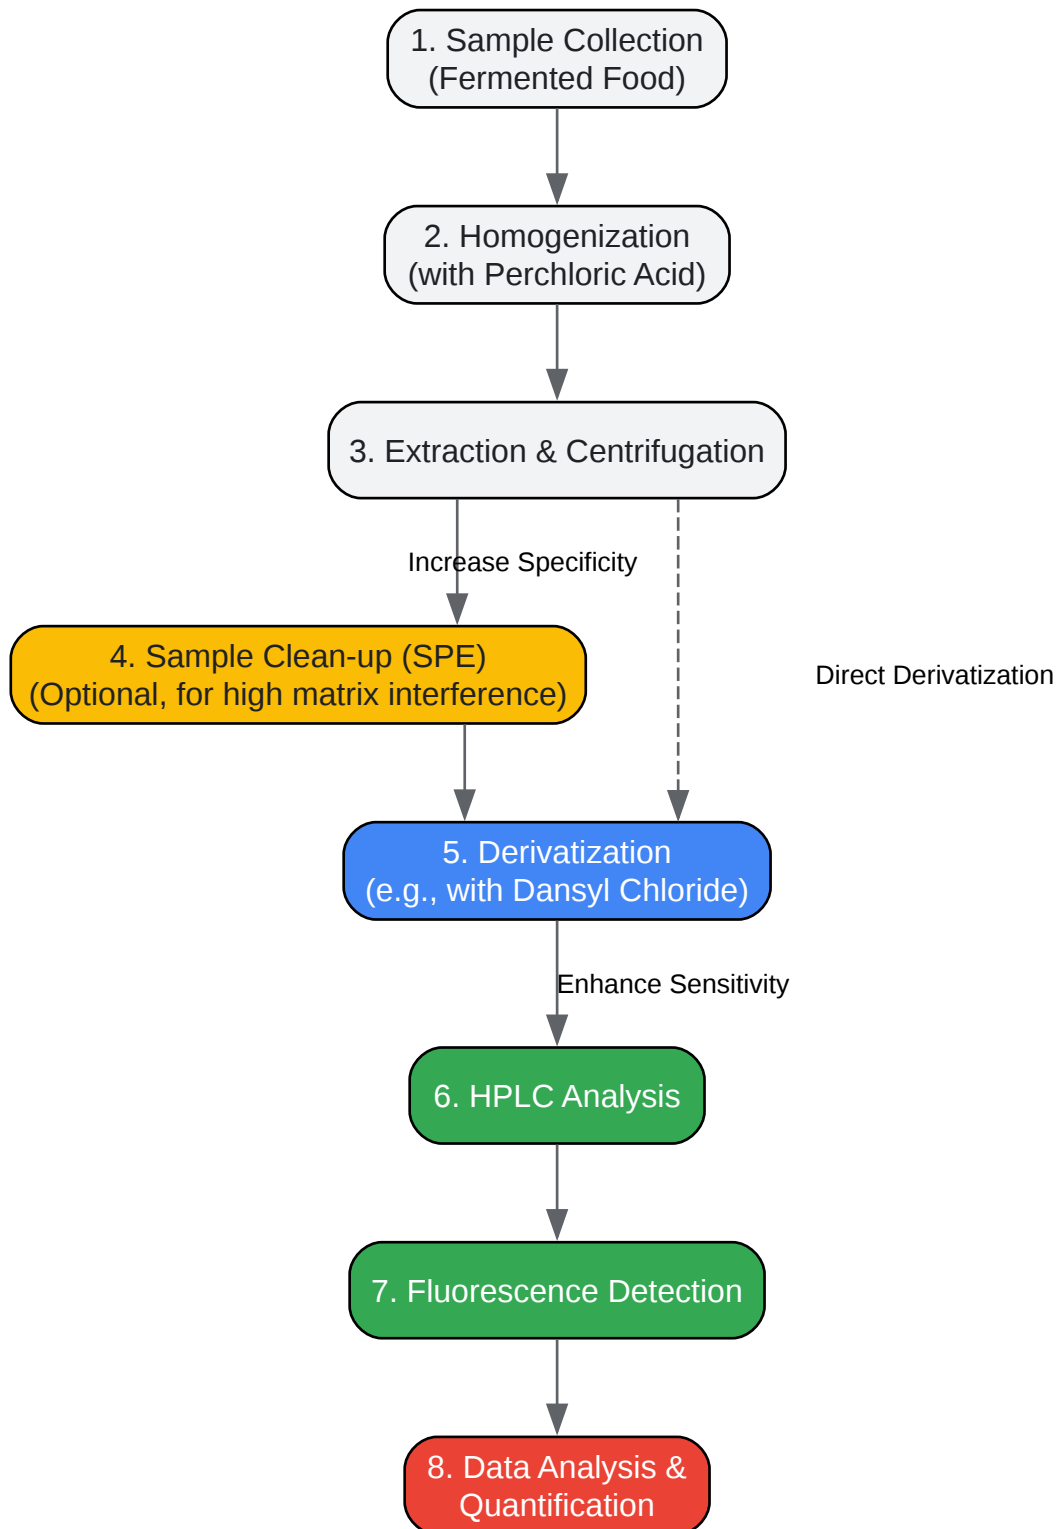 1. Sample Collection
(Fermented Food)
2. Homogenization
(with Perchloric Acid)
3. Extraction & Centrifugation
Increase Specificity
4. Sample Clean-up (SPE)
(Optional, for high matrix interference)
Direct Derivatization
5. Derivatization
(e.g., with Dansyl Chloride)
Enhance Sensitivity
6. HPLC Analysis
7. Fluorescence Detection
8. Data Analysis &
Quantification